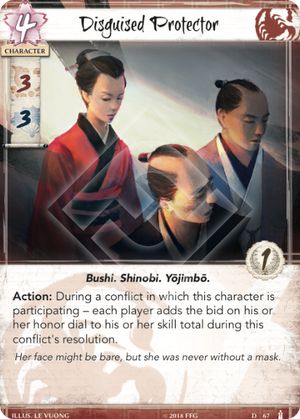 4
Disguised Protector
CHARACTER
3
3
Bushi. Shinobi. Yōjimbō.
1
Action: During a conflict in which this character is
participating – each player adds the bid on his or
her honor dial to his or her skill total during this
conflict's resolution.
Her face might be bare, but she was never without a mask.
ILLUS. LE VUONG © 2018 FFG D 67